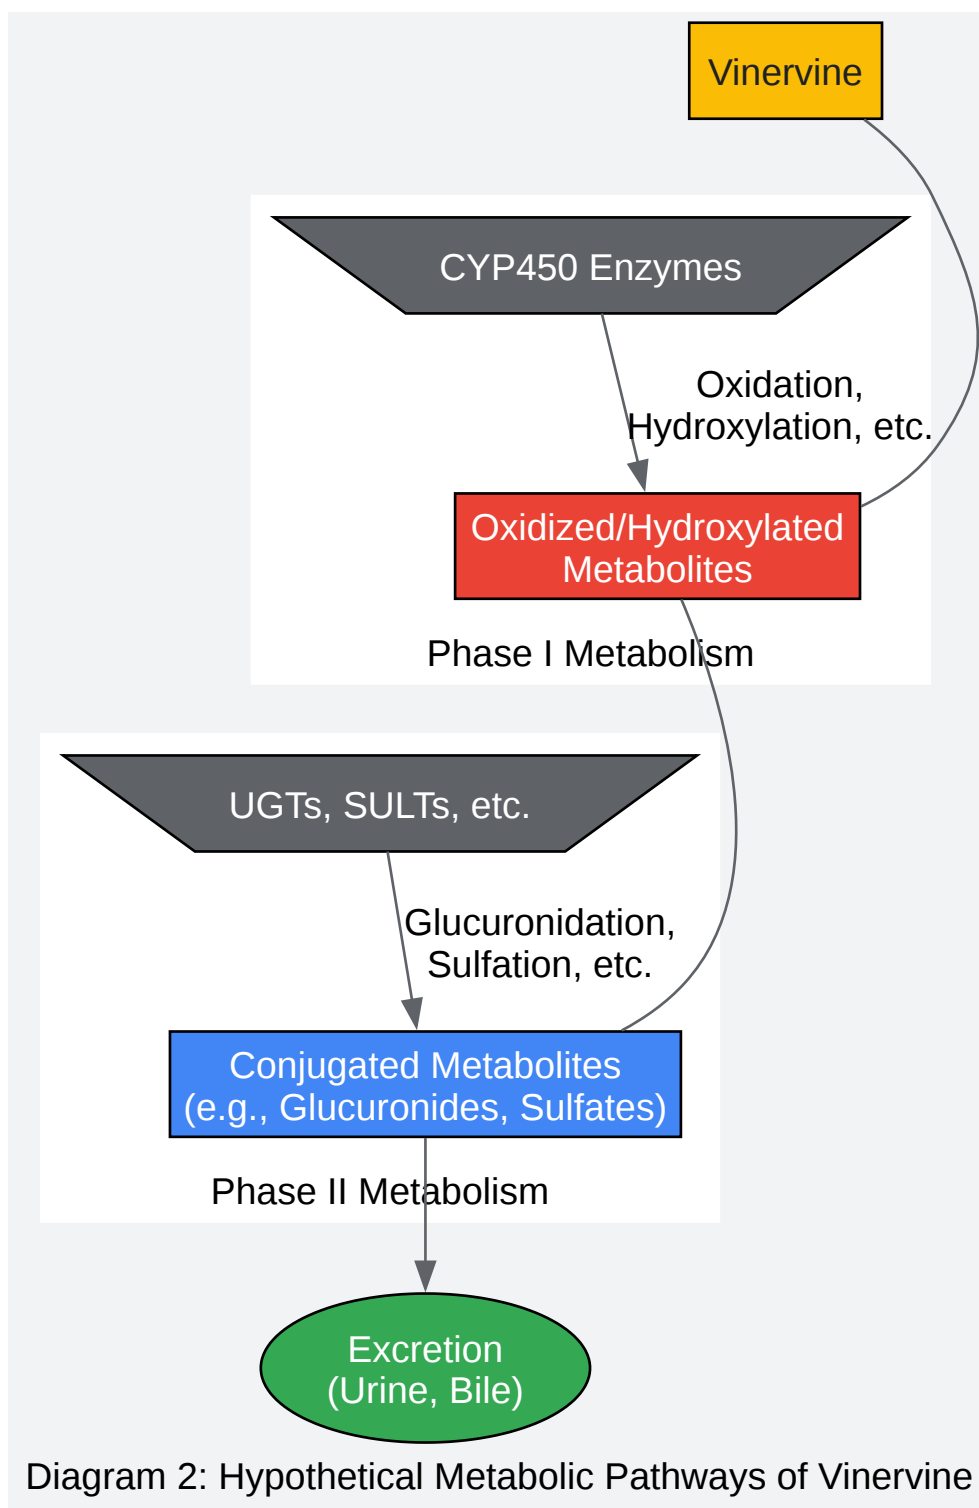 Vinervine
CYP450 Enzymes
Oxidation,
Hydroxylation, etc.
Oxidized/Hydroxylated
Metabolites
Phase I Metabolism
UGTs, SULTs, etc.
Glucuronidation,
Sulfation, etc.
Conjugated Metabolites
(e.g., Glucuronides, Sulfates)
Phase II Metabolism
Excretion
(Urine, Bile)
Diagram 2: Hypothetical Metabolic Pathways of Vinervine